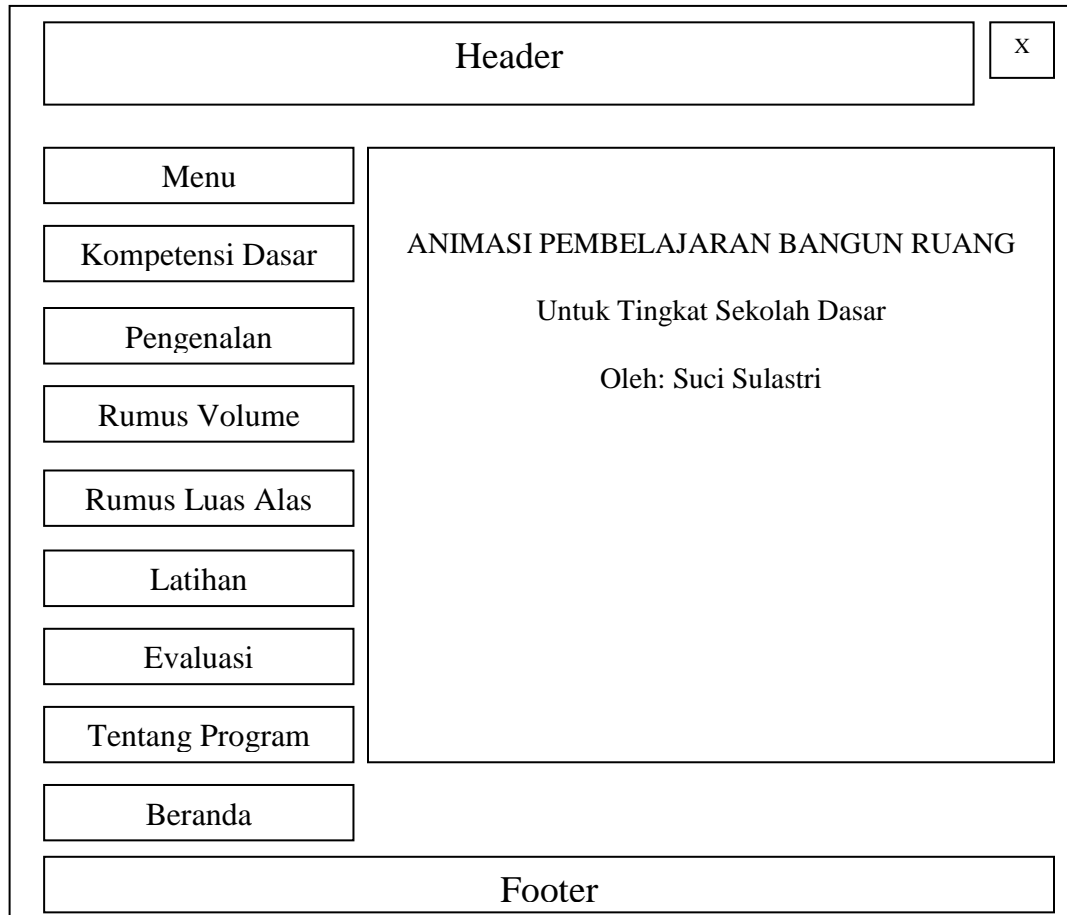 Header
X
Menu
Kompetensi Dasar
Pengenalan
Rumus Volume
Rumus Luas Alas
Latihan
Evaluasi
Tentang Program
Beranda
ANIMASI PEMBELAJARAN BANGUN RUANG
Untuk Tingkat Sekolah Dasar
Oleh: Suci Sulastri
Footer